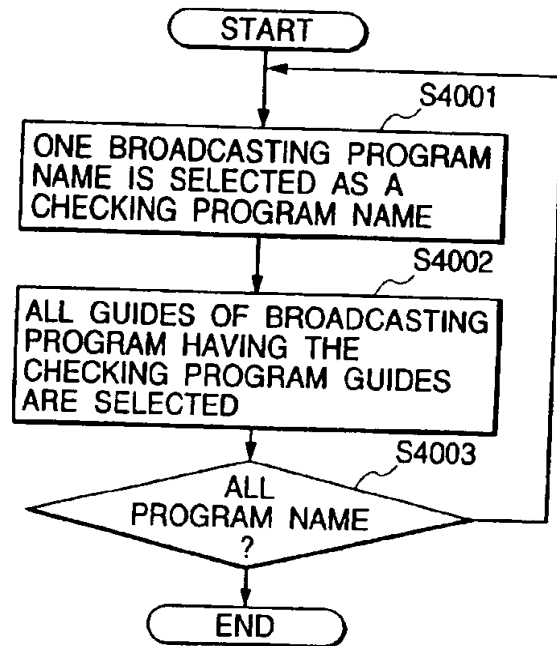 START
S4001
ONE BROADCASTING PROGRAM
NAME IS SELECTED AS A
CHECKING PROGRAM NAME
S4002
ALL GUIDES OF BROADCASTING
PROGRAM HAVING THE
CHECKING PROGRAM GUIDES
ARE SELECTED
S4003
ALL
PROGRAM NAME
?
END